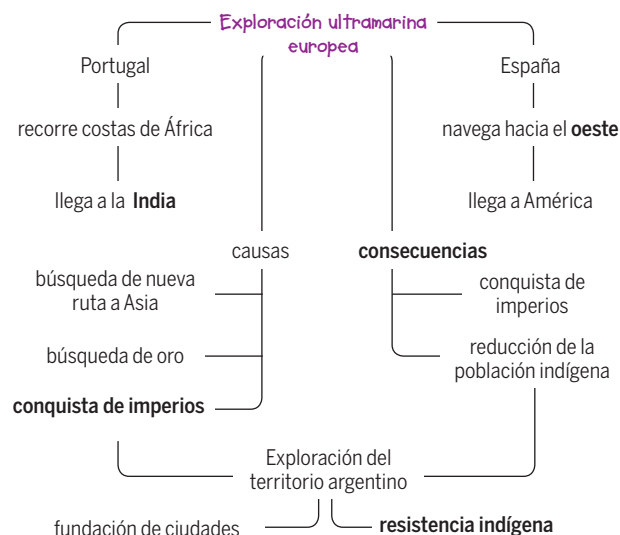 Exploración ultramarina
europea
Portugal
España
recorre costas de África
navega hacia el oeste
llega a la India
llega a América
causas
consecuencias
búsqueda de nueva
ruta a Asia
conquista de
imperios
búsqueda de oro
reducción de la
población indígena
conquista de imperios
Exploración del
territorio argentino
fundación de ciudades
resistencia indígena